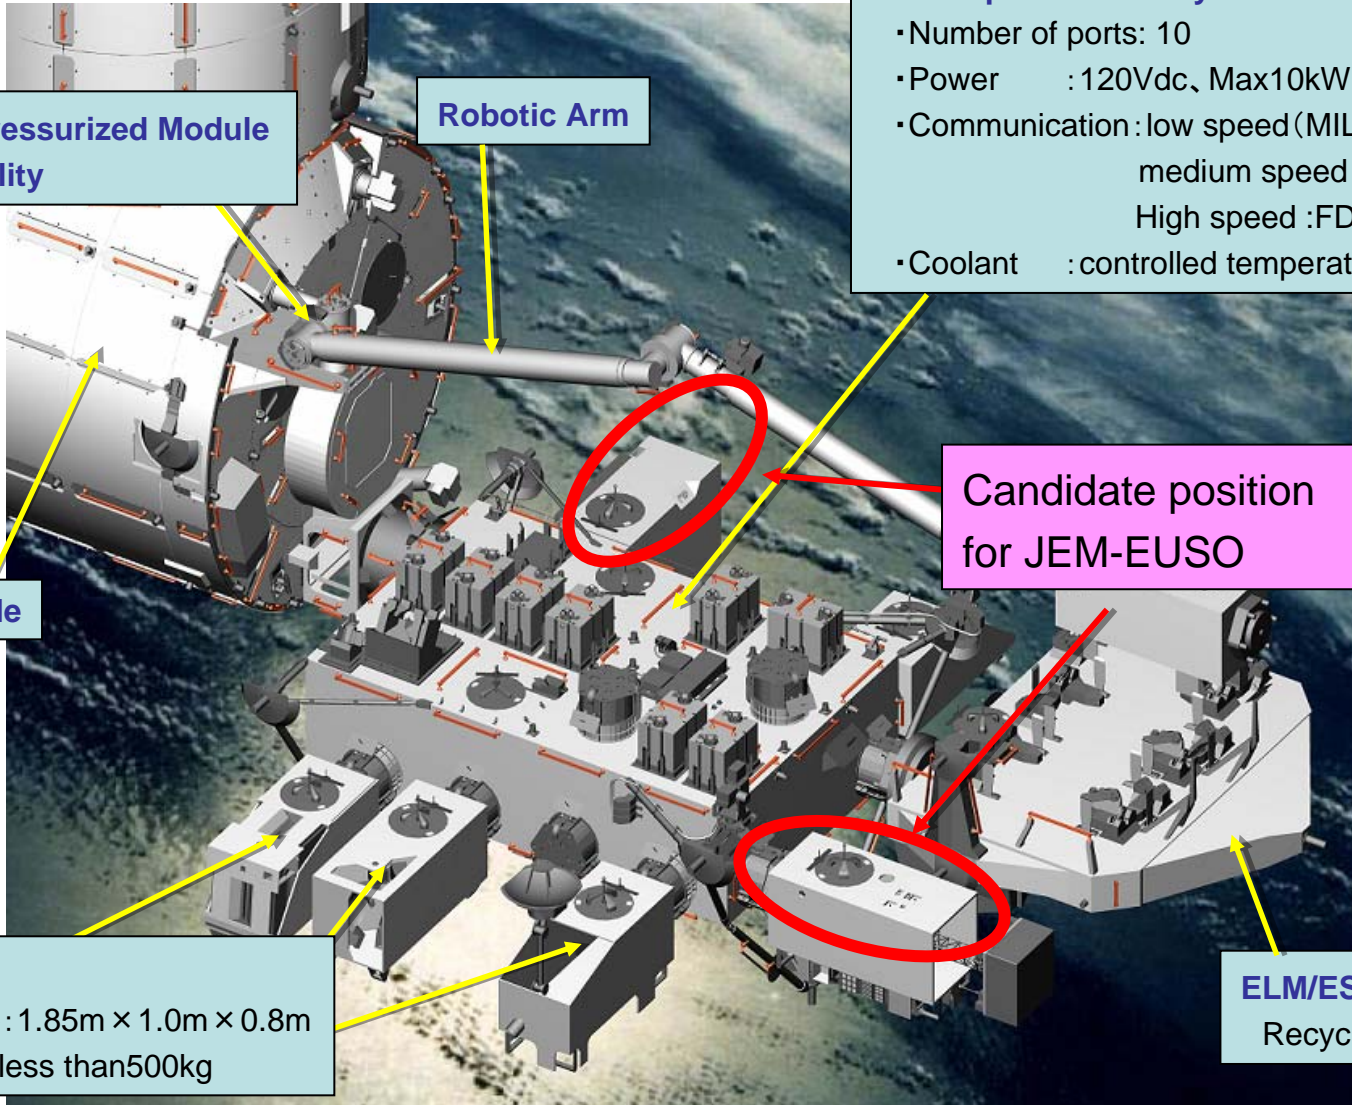 ・Number of ports: 10
・Power :120Vdc、Max10kW
・Communication:low speed(MIL
medium speed
High speed :FD
・Coolant :controlled temperat
Robotic Arm
essurized Module
lity
Candidate position
for JEM-EUSO
le
:1.85m×1.0m×0.8m
less than500kg
ELM/ES
Recyc